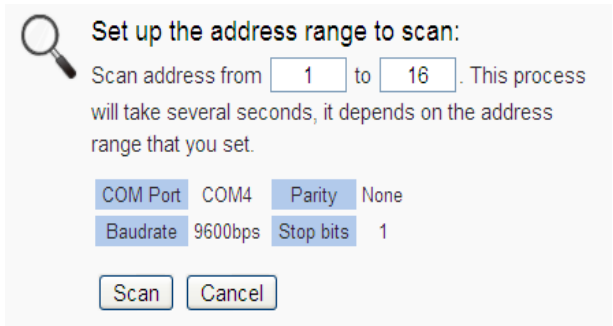 Set up the address range to scan:
Scan address from 1 to 16 . This process
will take several seconds, it depends on the address
range that you set.
COM Port COM4 Parity None
Baudrate 9600bps Stop bits 1
Scan Cancel